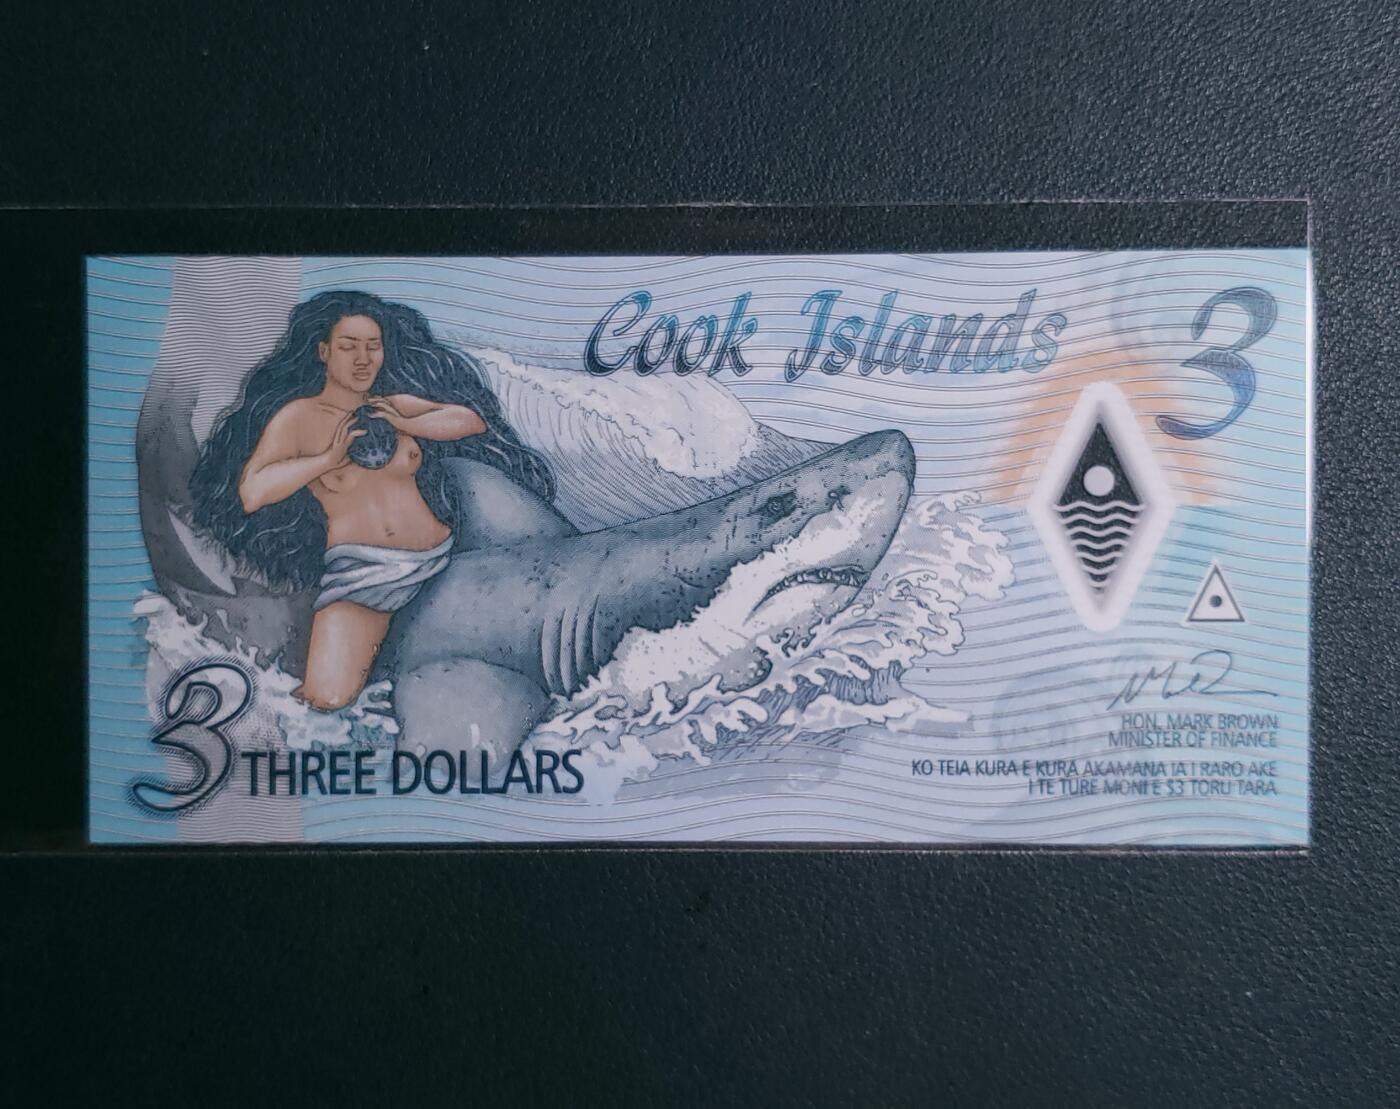 Cook Islands
3
HON. MARK BROWN
MINISTER OF FINANCE
KO TEIA KURA E KURA AKAMANA IA I RARO AKE
I TE TURE MONI E $3 TORU TARA
3 THREE DOLLARS